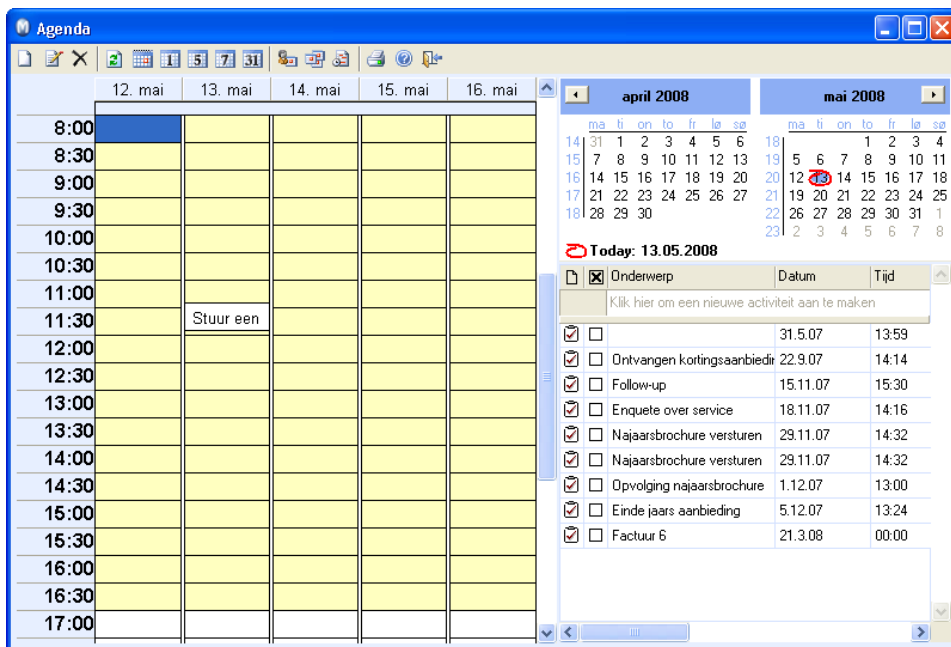 Agenda
1 5 7 31
12. mai 13. mai 14. mai 15. mai 16. mai
8:00
8:30
9:00
9:30
10:00
10:30
11:00
11:30 Stuur een
12:00
12:30
13:00
13:30
14:00
14:30
15:00
15:30
16:00
16:30
17:00
april 2008
ma ti on to fr lø sø
14 31 1 2 3 4 5 6
15 7 8 9 10 11 12 13
16 14 15 16 17 18 19 20
17 21 22 23 24 25 26 27
18 28 29 30
mai 2008
ma ti on to fr lø sø
18 1 2 3 4
19 5 6 7 8 9 10 11
20 12 13 14 15 16 17 18
21 19 20 21 22 23 24 25
22 26 27 28 29 30 31 1
23 2 3 4 5 6 7 8
Today: 13.05.2008
Onderwerp Datum Tijd
Klik hier om een nieuwe activiteit aan te maken
31.5.07 13:59
Ontvangen kortingsaanbiedin 22.9.07 14:14
Follow-up 15.11.07 15:30
Enquete over service 18.11.07 14:16
Najaarsbrochure versturen 29.11.07 14:32
Najaarsbrochure versturen 29.11.07 14:32
Opvolging najaarsbrochure 1.12.07 13:00
Einde jaars aanbieding 5.12.07 13:24
Factuur 6 21.3.08 00:00